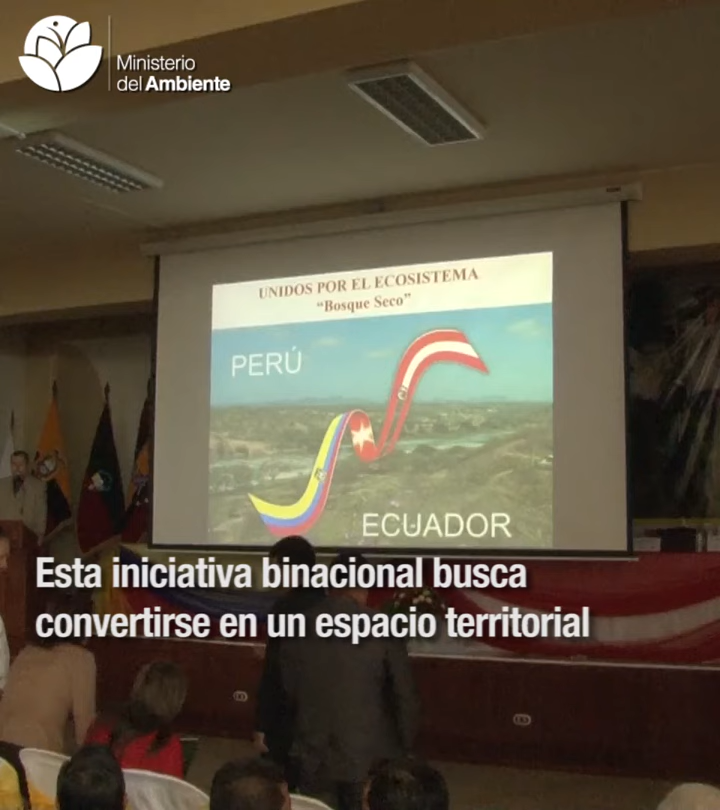 Ministerio
del Ambiente
UNIDOS POR EL ECOSISTEMA
"Bosque Seco"
PERÚ
ECUADOR
Esta iniciativa binacional busca
convertirse en un espacio territorial